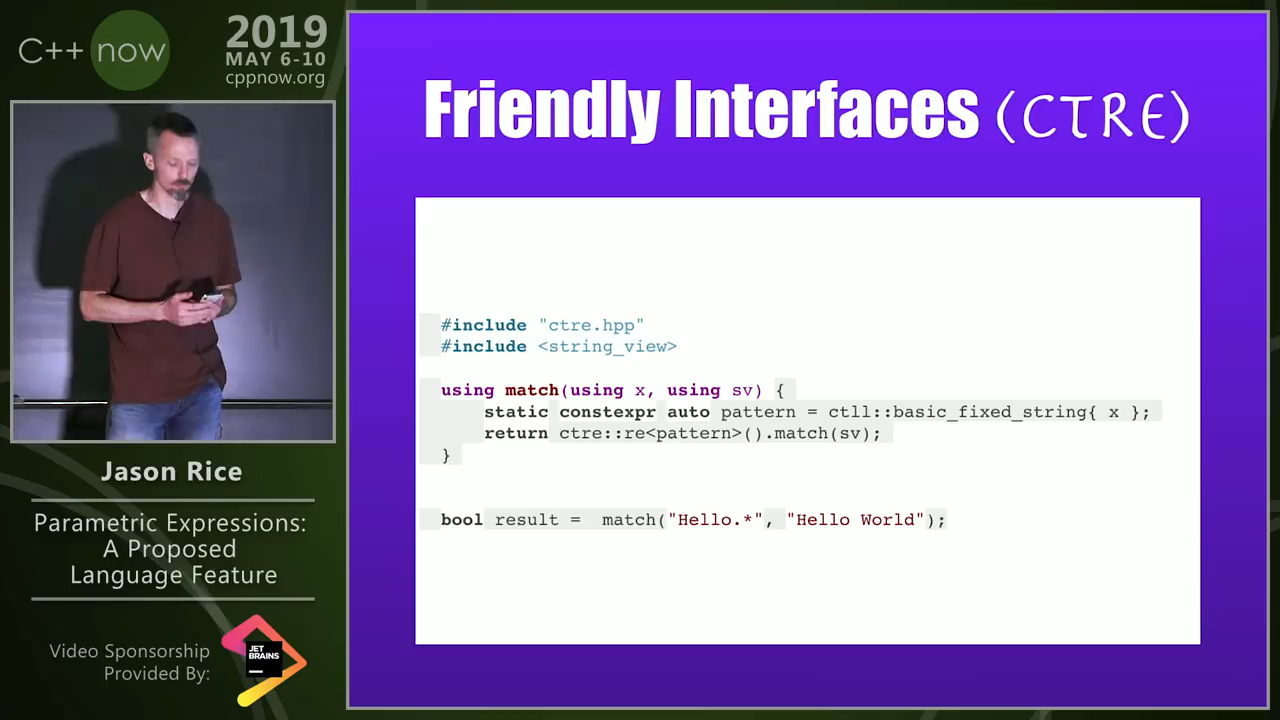 C++ now
2019
MAY 6-10
cppnow.org
Jason Rice
Parametric Expressions:
A Proposed
Language Feature
Video Sponsorship
Provided By:
JET
BRAINS
Friendly Interfaces (CTRE)
#include "ctre.hpp"
#include <string_view>
using match(using x, using sv) {
static constexpr auto pattern = ctll::basic_fixed_string{ x };
return ctre::re<pattern>().match(sv);
}
bool result =  match("Hello.*", "Hello World");